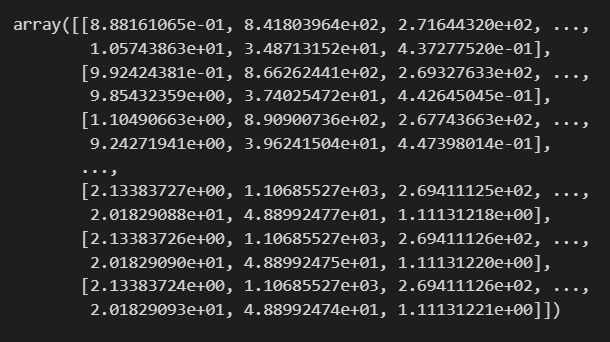 array([[8.88161065e-01, 8.41803964e+02, 2.71644320e+02, ...,
1.05743863e+01, 3.48713152e+01, 4.37277520e-01],
[9.92424381e-01, 8.66262441e+02, 2.69327633e+02, ...,
9.85432359e+00, 3.74025472e+01, 4.42645045e-01],
[1.10490663e+00, 8.90900736e+02, 2.67743663e+02, ...,
9.24271941e+00, 3.96241504e+01, 4.47398014e-01],
...,
[2.13383727e+00, 1.10685527e+03, 2.69411125e+02, ...,
2.01829088e+01, 4.88992477e+01, 1.11131218e+00],
[2.13383726e+00, 1.10685527e+03, 2.69411126e+02, ...,
2.01829090e+01, 4.88992475e+01, 1.11131220e+00],
[2.13383724e+00, 1.10685527e+03, 2.69411126e+02, ...,
2.01829093e+01, 4.88992474e+01, 1.11131221e+00]])